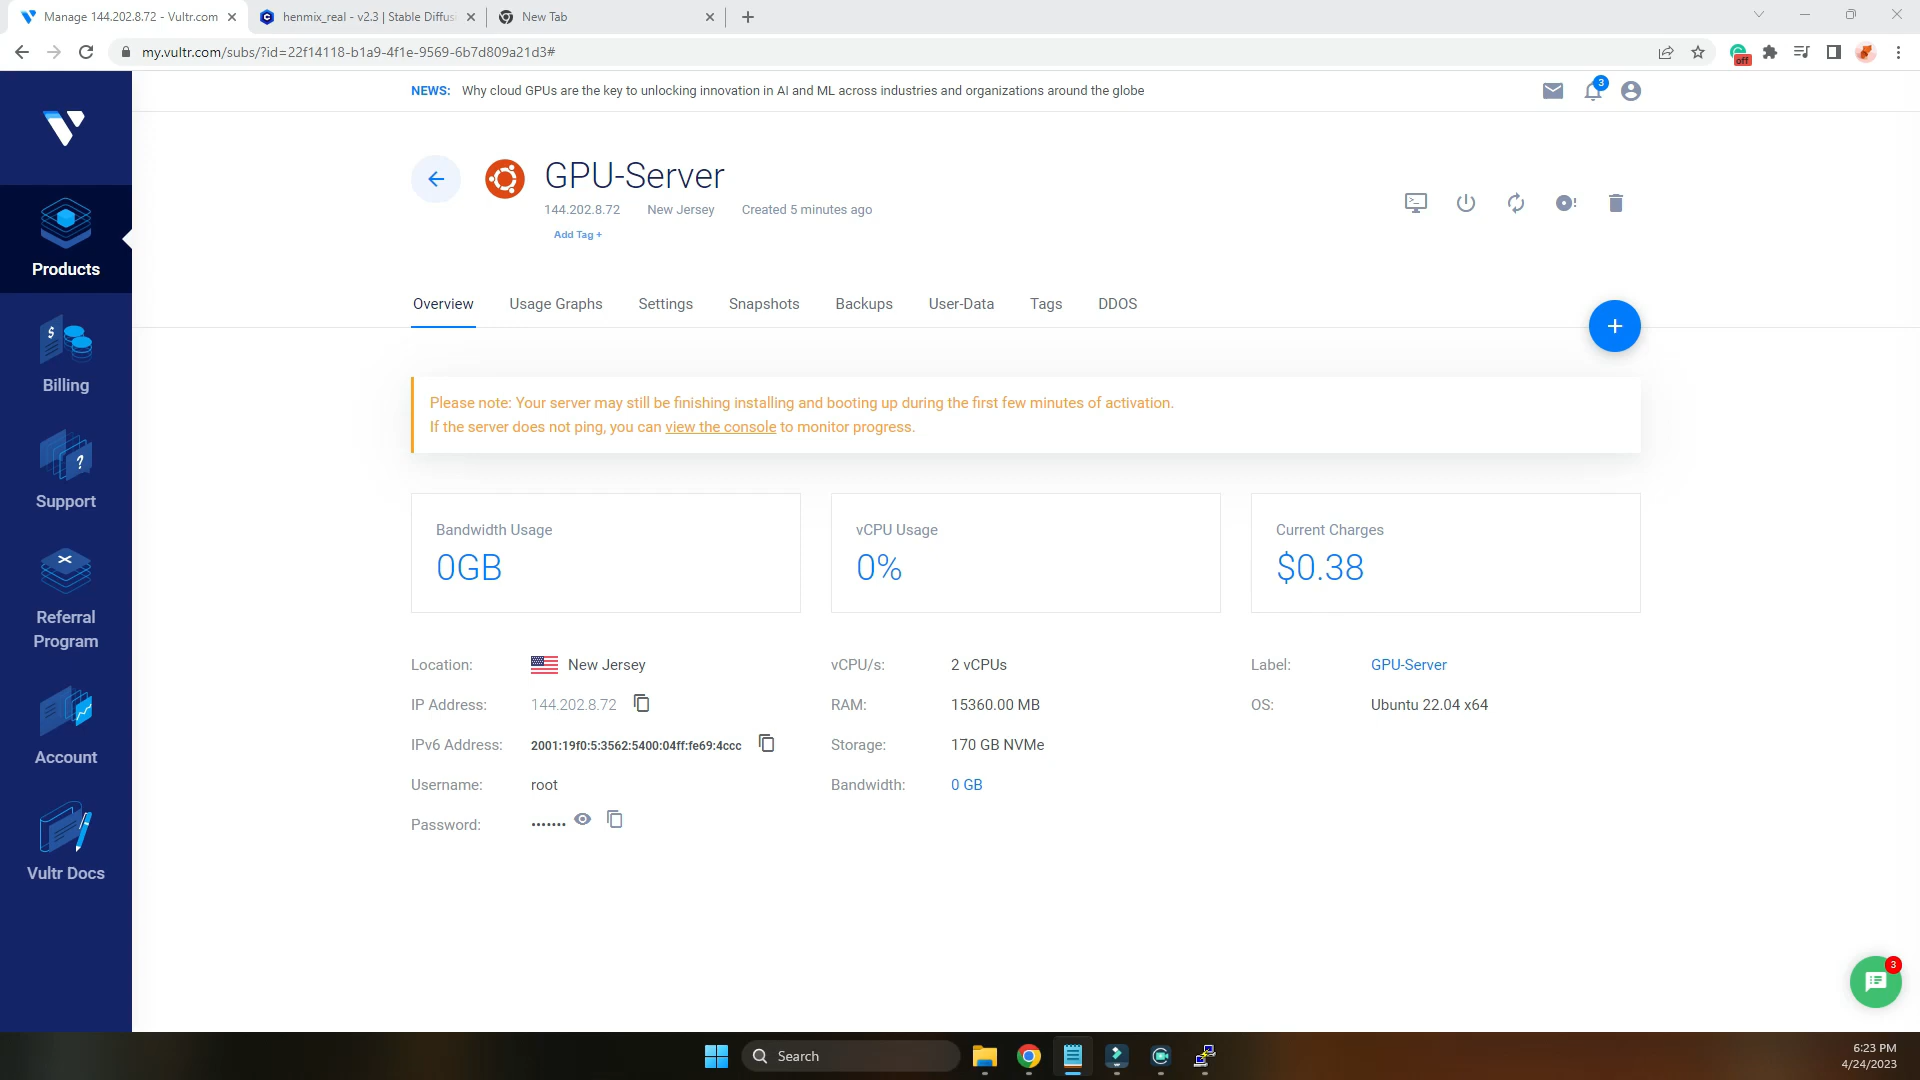 Manage 144.202.8.72 - Vultr.com
henmix_real - v2.3 | Stable Diffus
New Tab
my.vultr.com/subs/?id=22f14118-b1a9-4f1e-9569-6b7d809a21d3#
off
NEWS: Why cloud GPUs are the key to unlocking innovation in AI and ML across industries and organizations around the globe
3
GPU-Server
144.202.8.72 New Jersey Created 5 minutes ago
Add Tag +
Products
Billing
Support
Referral
Program
Account
Vultr Docs
Overview Usage Graphs Settings Snapshots Backups User-Data Tags DDOS
+
Please note: Your server may still be finishing installing and booting up during the first few minutes of activation.
If the server does not ping, you can view the console to monitor progress.
Bandwidth Usage
0GB
vCPU Usage
0%
Current Charges
$0.38
Location: New Jersey
IP Address: 144.202.8.72
IPv6 Address: 2001:19f0:5:3562:5400:04ff:fe69:4ccc
Username: root
Password: •••••••
vCPU/s: 2 vCPUs
RAM: 15360.00 MB
Storage: 170 GB NVMe
Bandwidth: 0 GB
Label: GPU-Server
OS: Ubuntu 22.04 x64
3
Search
6:23 PM
4/24/2023